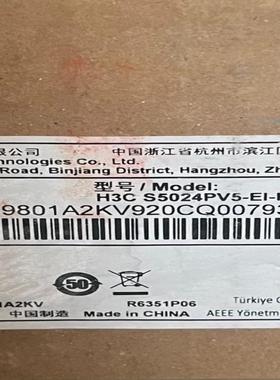 限公司 中国浙江省杭州市滨江区
hnologies Co., Ltd.
Road, Binjiang District, Hangzhou, Zh
型号 / Model:
H3C S5024PV5-EI-
9801A2KV920CQ0079
50
1A2KV
R6351P06
Türkiye C
中国制造
Made in CHINA
AEEE Yönetm